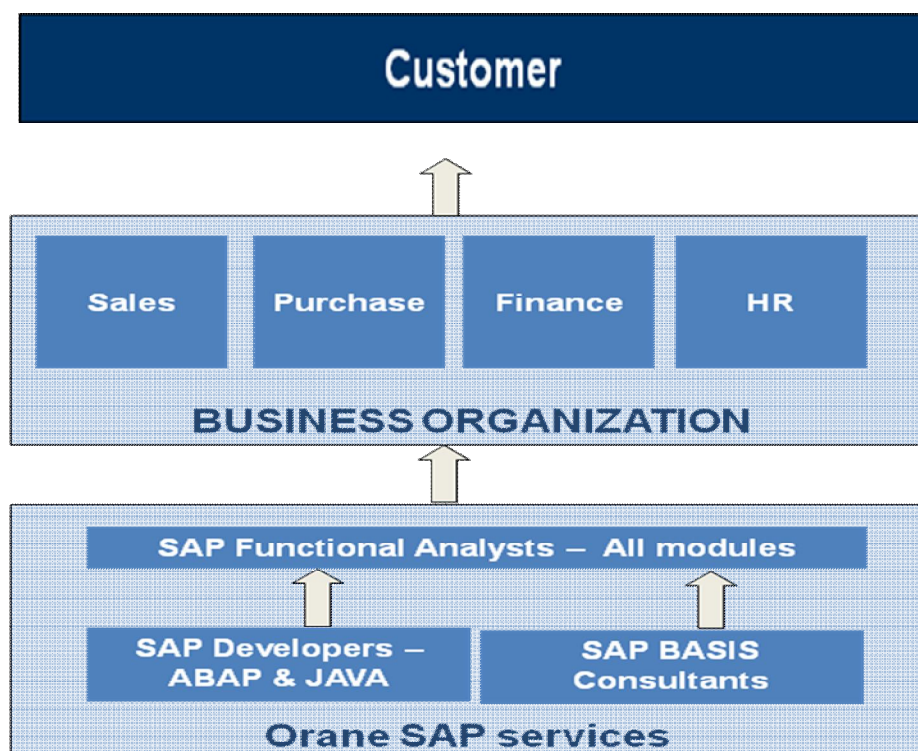 Customer
Sales
Purchase
Finance
HR
BUSINESS ORGANIZATION
SAP Functional Analysts – All modules
SAP Developers –
ABAP & JAVA
SAP BASIS
Consultants
Orane SAP services